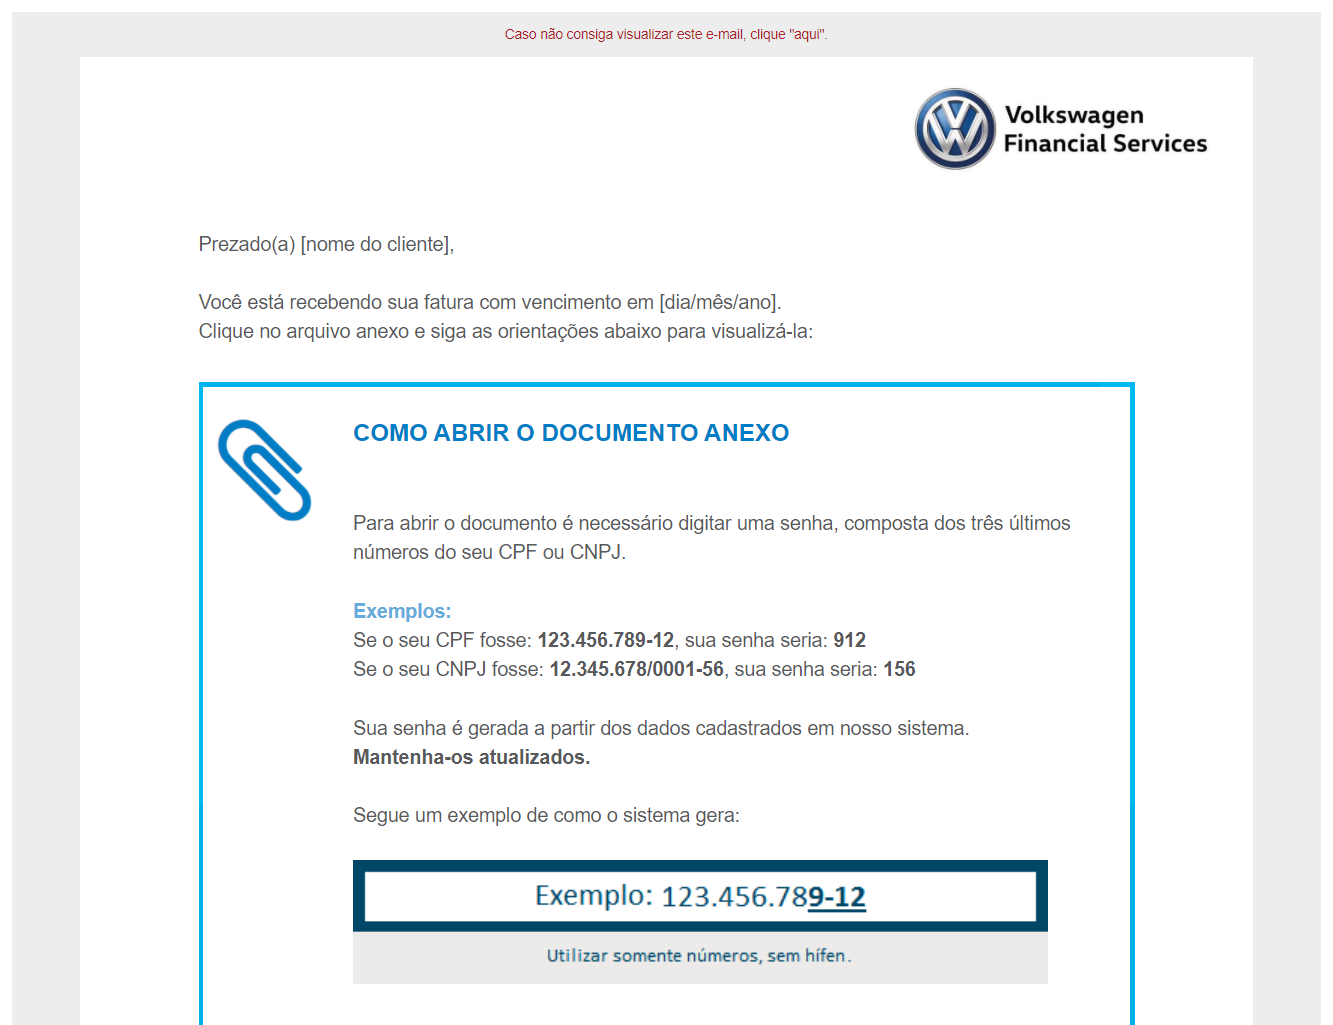 Caso não consiga visualizar este e-mail, clique "aqui".
Volkswagen
Financial Services
Prezado(a) [nome do cliente],
Você está recebendo sua fatura com vencimento em [dia/mês/ano].
Clique no arquivo anexo e siga as orientações abaixo para visualizá-la:
COMO ABRIR O DOCUMENTO ANEXO
Para abrir o documento é necessário digitar uma senha, composta dos três últimos
números do seu CPF ou CNPJ.
Exemplos:
Se o seu CPF fosse: 123.456.789-12, sua senha seria: 912
Se o seu CNPJ fosse: 12.345.678/0001-56, sua senha seria: 156
Sua senha é gerada a partir dos dados cadastrados em nosso sistema.
Mantenha-os atualizados.
Segue um exemplo de como o sistema gera:
Exemplo: 123.456.789-12
Utilizar somente números, sem hífen.